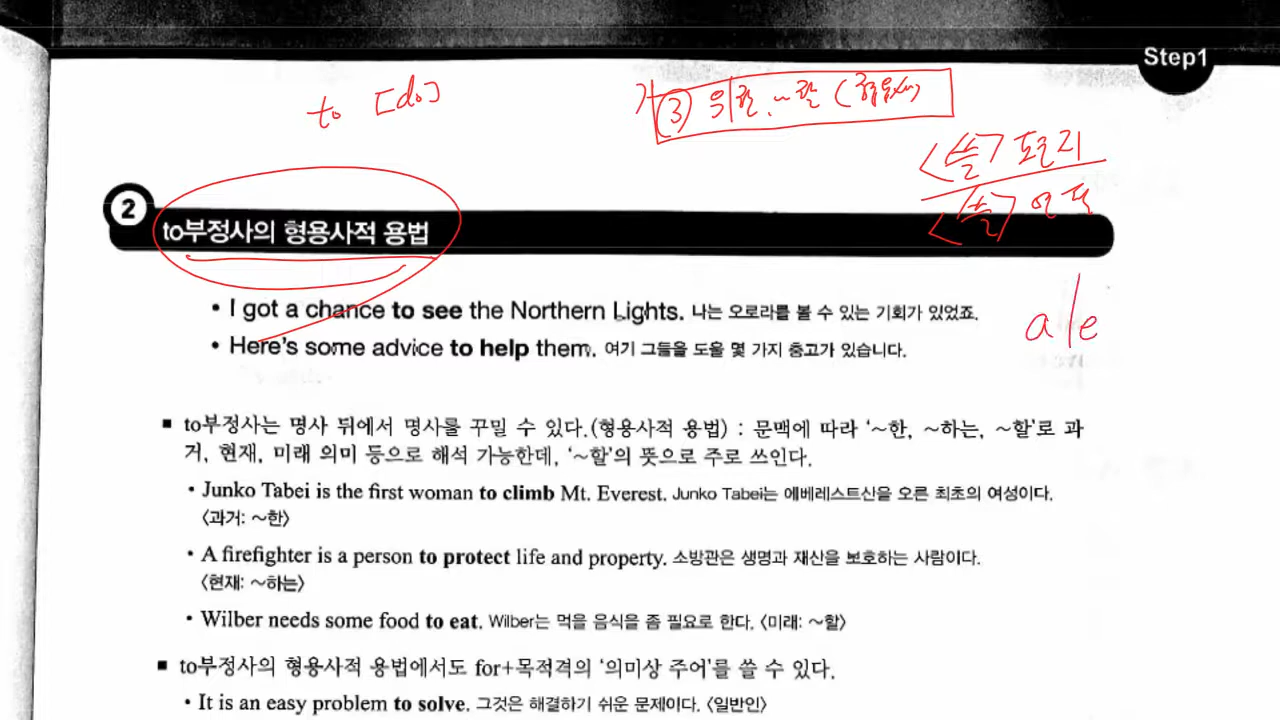 Step1
to [do]
③ 위한, ~할 (형용사)
<쓸> 도리
<쓸> 연필
2
to부정사의 형용사적 용법
• I got a chance to see the Northern Lights. 나는 오로라를 볼 수 있는 기회가 있었죠.
a/e
• Here's some advice to help them. 여기 그들을 도울 몇 가지 충고가 있습니다.
■ to부정사는 명사 뒤에서 명사를 꾸밀 수 있다.(형용사적 용법) : 문맥에 따라 '~한, ~하는, ~할'로 과
거, 현재, 미래 의미 등으로 해석 가능한데, '~할'의 뜻으로 주로 쓰인다.
• Junko Tabei is the first woman to climb Mt. Everest. Junko Tabei는 에베레스트산을 오른 최초의 여성이다.
〈과거: ~한〉
• A firefighter is a person to protect life and property. 소방관은 생명과 재산을 보호하는 사람이다.
〈현재: ~하는〉
• Wilber needs some food to eat. Wilber는 먹을 음식을 좀 필요로 한다. 〈미래: ~할〉
■ to부정사의 형용사적 용법에서도 for+목적격의 '의미상 주어'를 쓸 수 있다.
• It is an easy problem to solve. 그것은 해결하기 쉬운 문제이다. 〈일반인〉